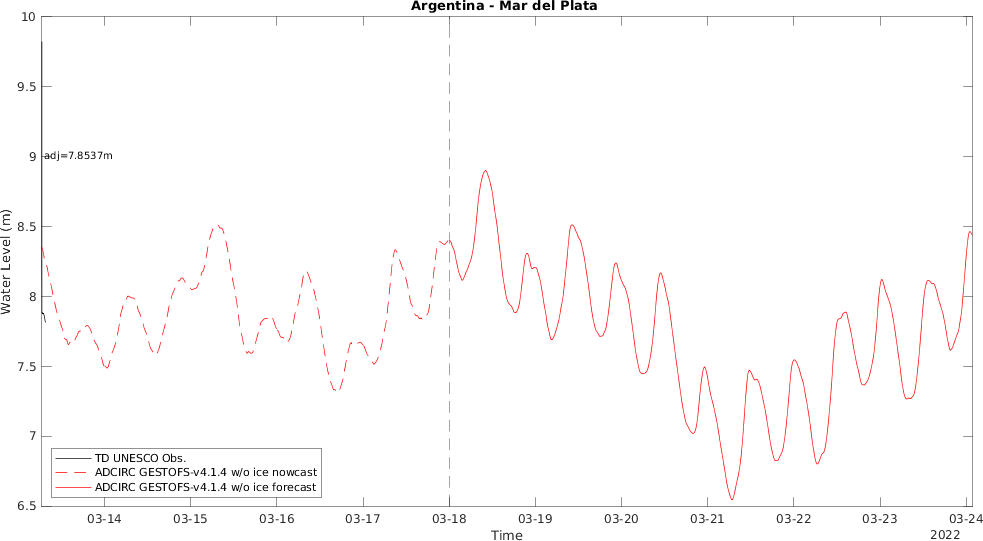 Argentina - Mar del Plata
10
9.5
9
8.5
8
7.5
7
6.5
Water Level (m)
adj=7.8537m
TD UNESCO Obs.
ADCIRC GESTOFS-v4.1.4 w/o ice nowcast
ADCIRC GESTOFS-v4.1.4 w/o ice forecast
03-14 03-15 03-16 03-17 03-18 03-19 03-20 03-21 03-22 03-23 03-24
Time
2022